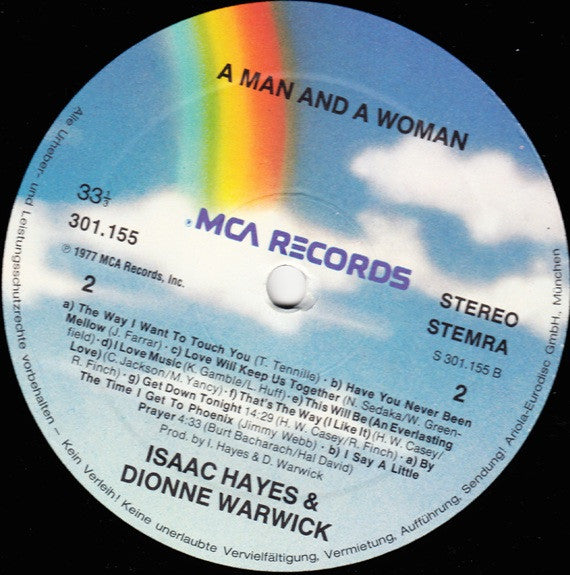 A MAN AND A WOMAN
33⅓
301.155
MCA RECORDS
℗ 1977 MCA Records, Inc.
2
STEREO
STEMRA
S 301.155 B
2
a) The Way I Want To Touch You (T. Tennille) · b) Have You Never Been
Mellow (J. Farrar) · c) Love Will Keep Us Together (N. Sedaka/W. Green-
field) · d) I Love Music (K. Gamble/L. Huff) · e) This Will Be (An Everlasting
Love) (C. Jackson/M. Yancy) · f) That's The Way (I Like It) (H. W. Casey/
R. Finch) · g) Get Down Tonight 14:29 (H. W. Casey/R. Finch) · a) By
The Time I Get To Phoenix (Jimmy Webb) · b) I Say A Little
Prayer 4:33 (Burt Bacharach/Hal David)
Prod. by I. Hayes & D. Warwick
ISAAC HAYES &
DIONNE WARWICK
Alle Urheber- und Leistungsschutzrechte vorbehalten – Kein Verleih! Keine unerlaubte Vervielfältigung, Vermietung, Aufführung, Sendung! Ariola-Eurodisc GmbH., München